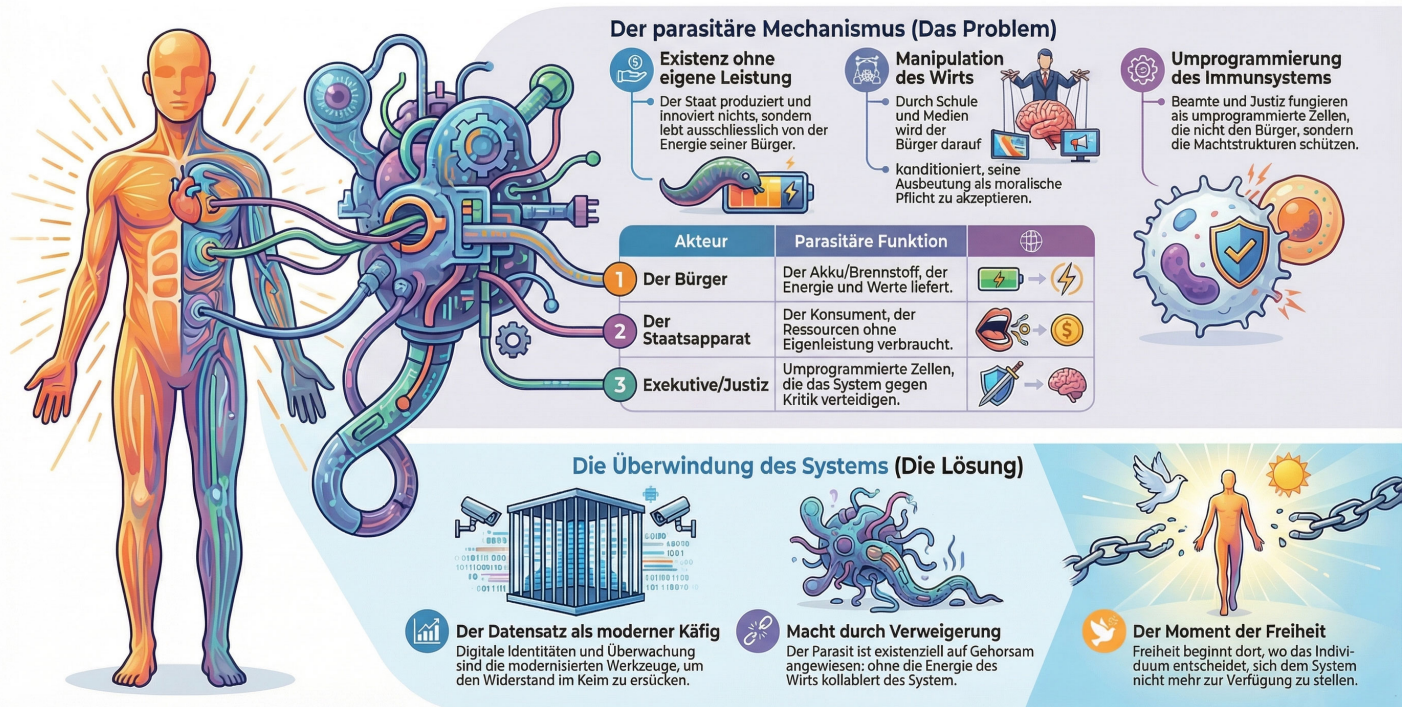 Der parasitäre Mechanismus (Das Problem)
Existenz ohne
eigene Leistung
Der Staat produziert und
innoviert nichts, sondern
lebt ausschliesslich von der
Energie seiner Bürger.
Manipulation
des Wirts
Durch Schule
und Medien
wird der
Bürger darauf
kanditioniert, seine
Ausbeutung als moralische
Pflicht zu akzeptieren.
Umprogrammierung
des Immunsystems
Beamte und Justiz fungieren
als umprogrammierte Zellen,
die nicht den Bürger, sondern
die Machtstrukturen schützen.
Akteur
Parasitäre Funktion
1
Der Bürger
Der Akku/Brennstoff, der
Energie und Werte liefert.
2
Der
Staatsapparat
Der Konsument, der
Ressourcen ohne
Eigenleistung verbraucht.
3
Exekutive/Justiz
Umprogrammierte Zellen,
die das System gegen
Kritik verteidigen.
Die Überwindung des Systems (Die Lösung)
Der Datensatz als moderner Käfig
Digitale Identitäten und Überwachung
sind die modernisierten Werkzeuge, um
den Widerstand im Keim zu ersücken.
Macht durch Verweigerung
Der Parasit ist existenziell auf Gehorsam
angewiesen: ohne die Energie des
Wirts kollablert des System.
Der Moment der Freiheit
Freiheit beginnt dort, wo das Indivi-
duum entscheidet, sich dem System
nicht mehr zur Verfügung zu stellen.